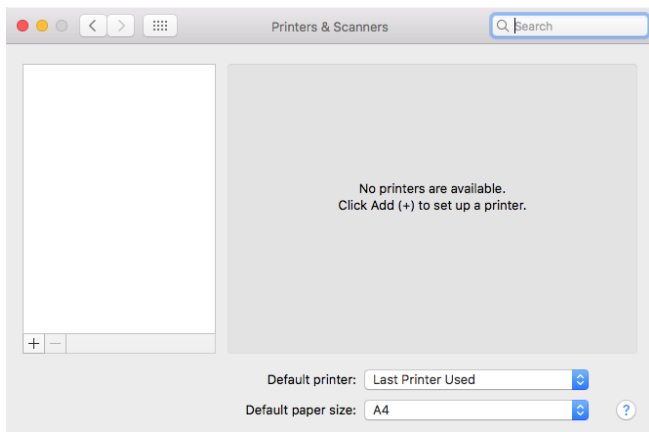 Printers & Scanners
Search
No printers are available.
Click Add (+) to set up a printer.
+ −
Default printer: Last Printer Used
Default paper size: A4
?